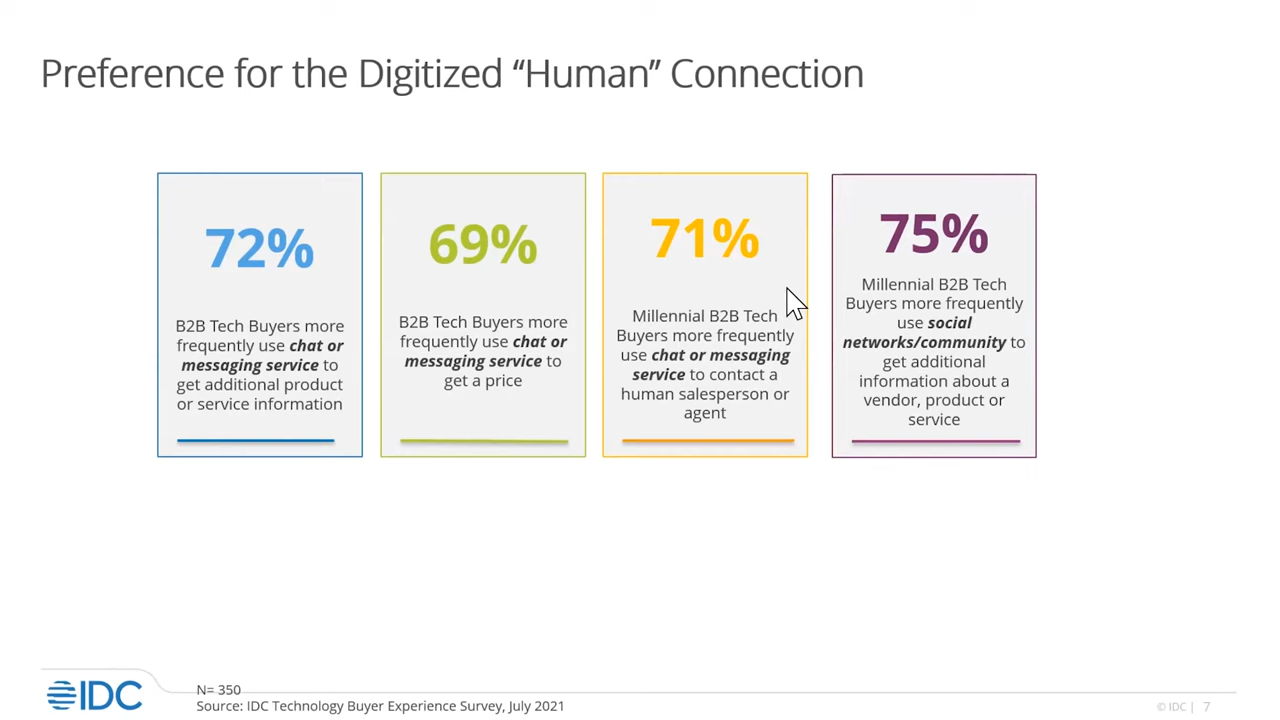 Preference for the Digitized “Human” Connection
72%
B2B Tech Buyers more
frequently use chat or
messaging service to
get additional product
or service information
69%
B2B Tech Buyers more
frequently use chat or
messaging service to
get a price
71%
Millennial B2B Tech
Buyers more frequently
use chat or messaging
service to contact a
human salesperson or
agent
75%
Millennial B2B Tech
Buyers more frequently
use social
networks/community to
get additional
information about a
vendor, product or
service
IDC
N= 350
Source: IDC Technology Buyer Experience Survey, July 2021
© IDC | 7